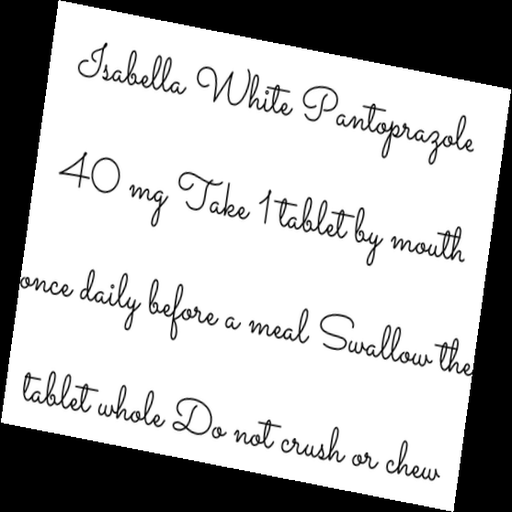 Isabella White Pantoprazole
40 mg Take 1 tablet by mouth
once daily before a meal Swallow the
tablet whole Do not crush or chew